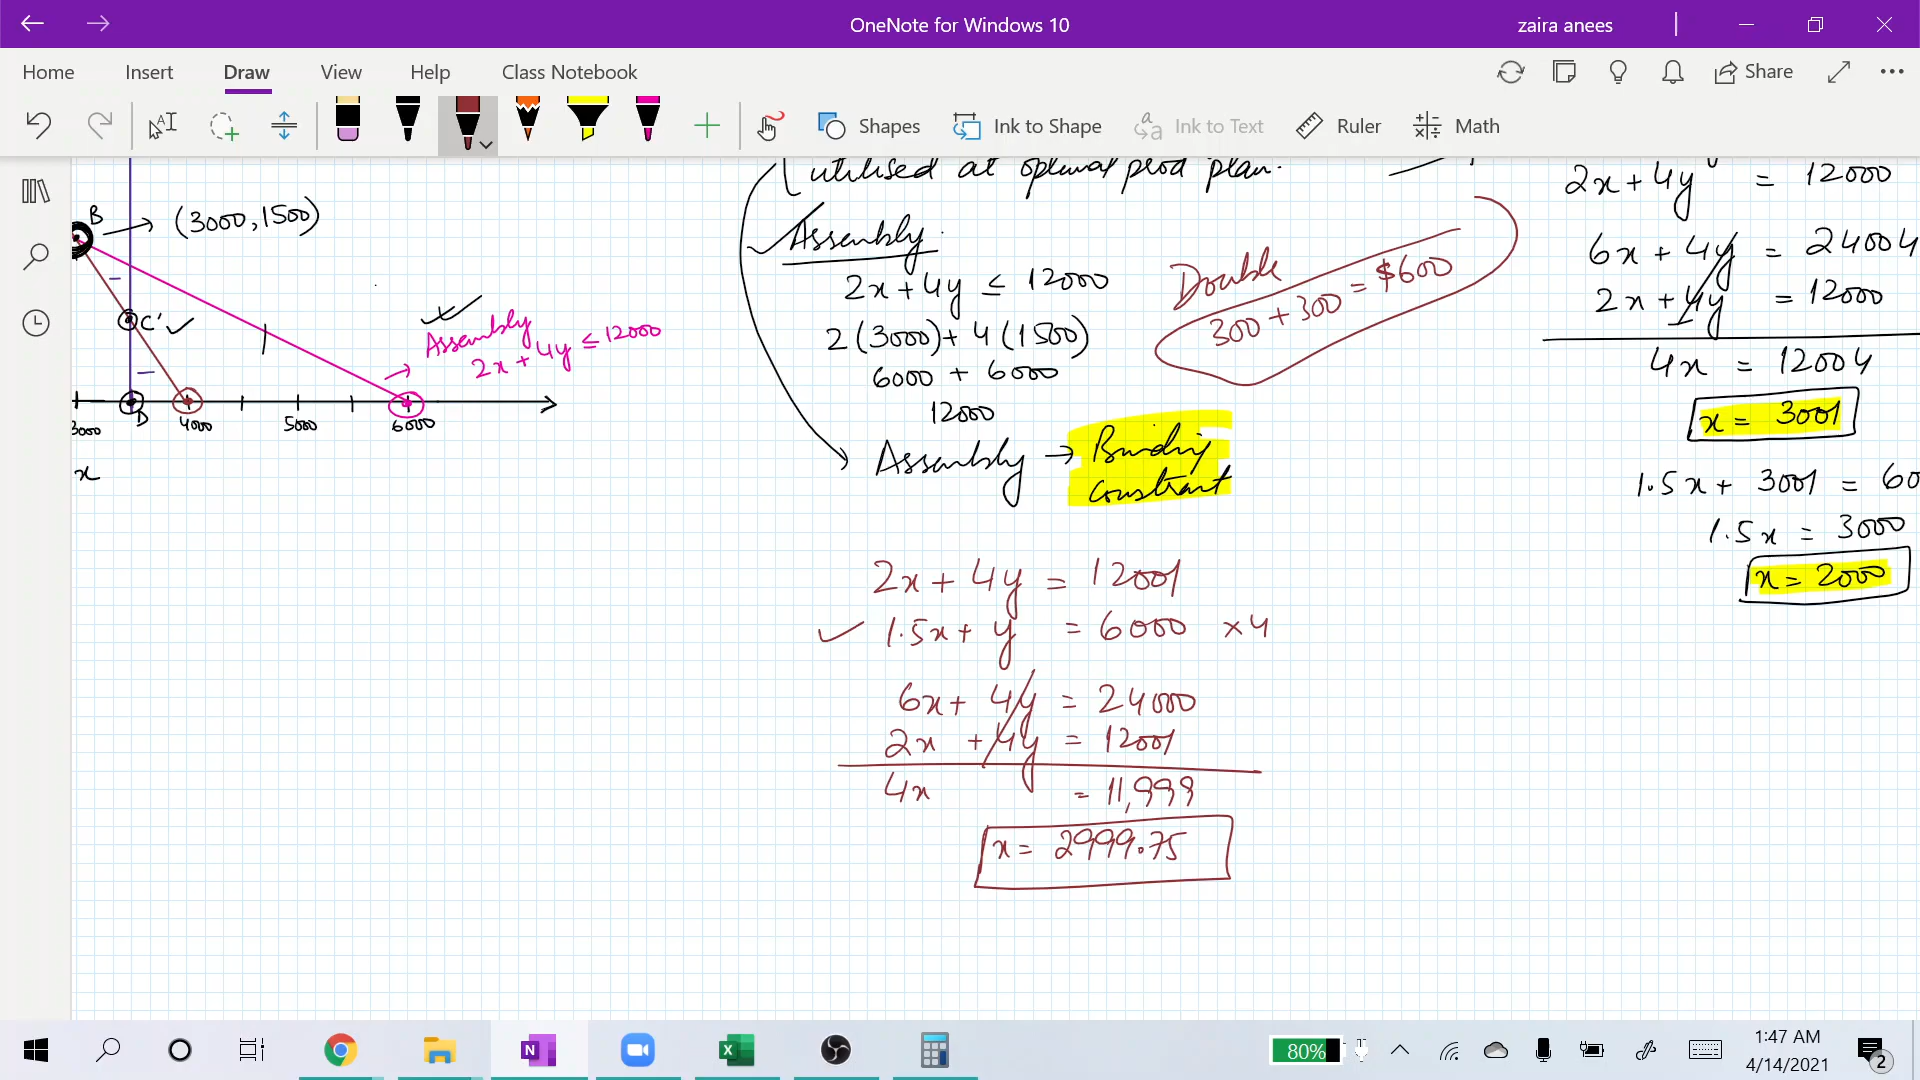 OneNote for Windows 10
zaira anees
Home Insert Draw View Help Class Notebook
Share
Shapes Ink to Shape Ink to Text Ruler Math
B → (3000,1500)
C' ✓
Assembly
2x + 4y ≤ 12000
3000 D 4000 5000 6000
x
utilised at optimal prod plan.
Assembly.
2x+4y ≤ 12000
2(3000)+ 4(1500)
6000 + 6000
12000
Assembly → Binding
constraint
Double
300 + 300 = $600
2x+4y = 12001
✓ 1.5x+ y = 6000 ×4
6x+ 4y = 24000
2x +4y = 12001
4x = 11,999
x = 2999.75
2x+4y = 12000
6x+4y = 24004
2x+4y = 12000
4x = 12004
x = 3001
1.5x+ 3001 = 60
1.5x = 3000
x = 2000
80%
1:47 AM
4/14/2021
2